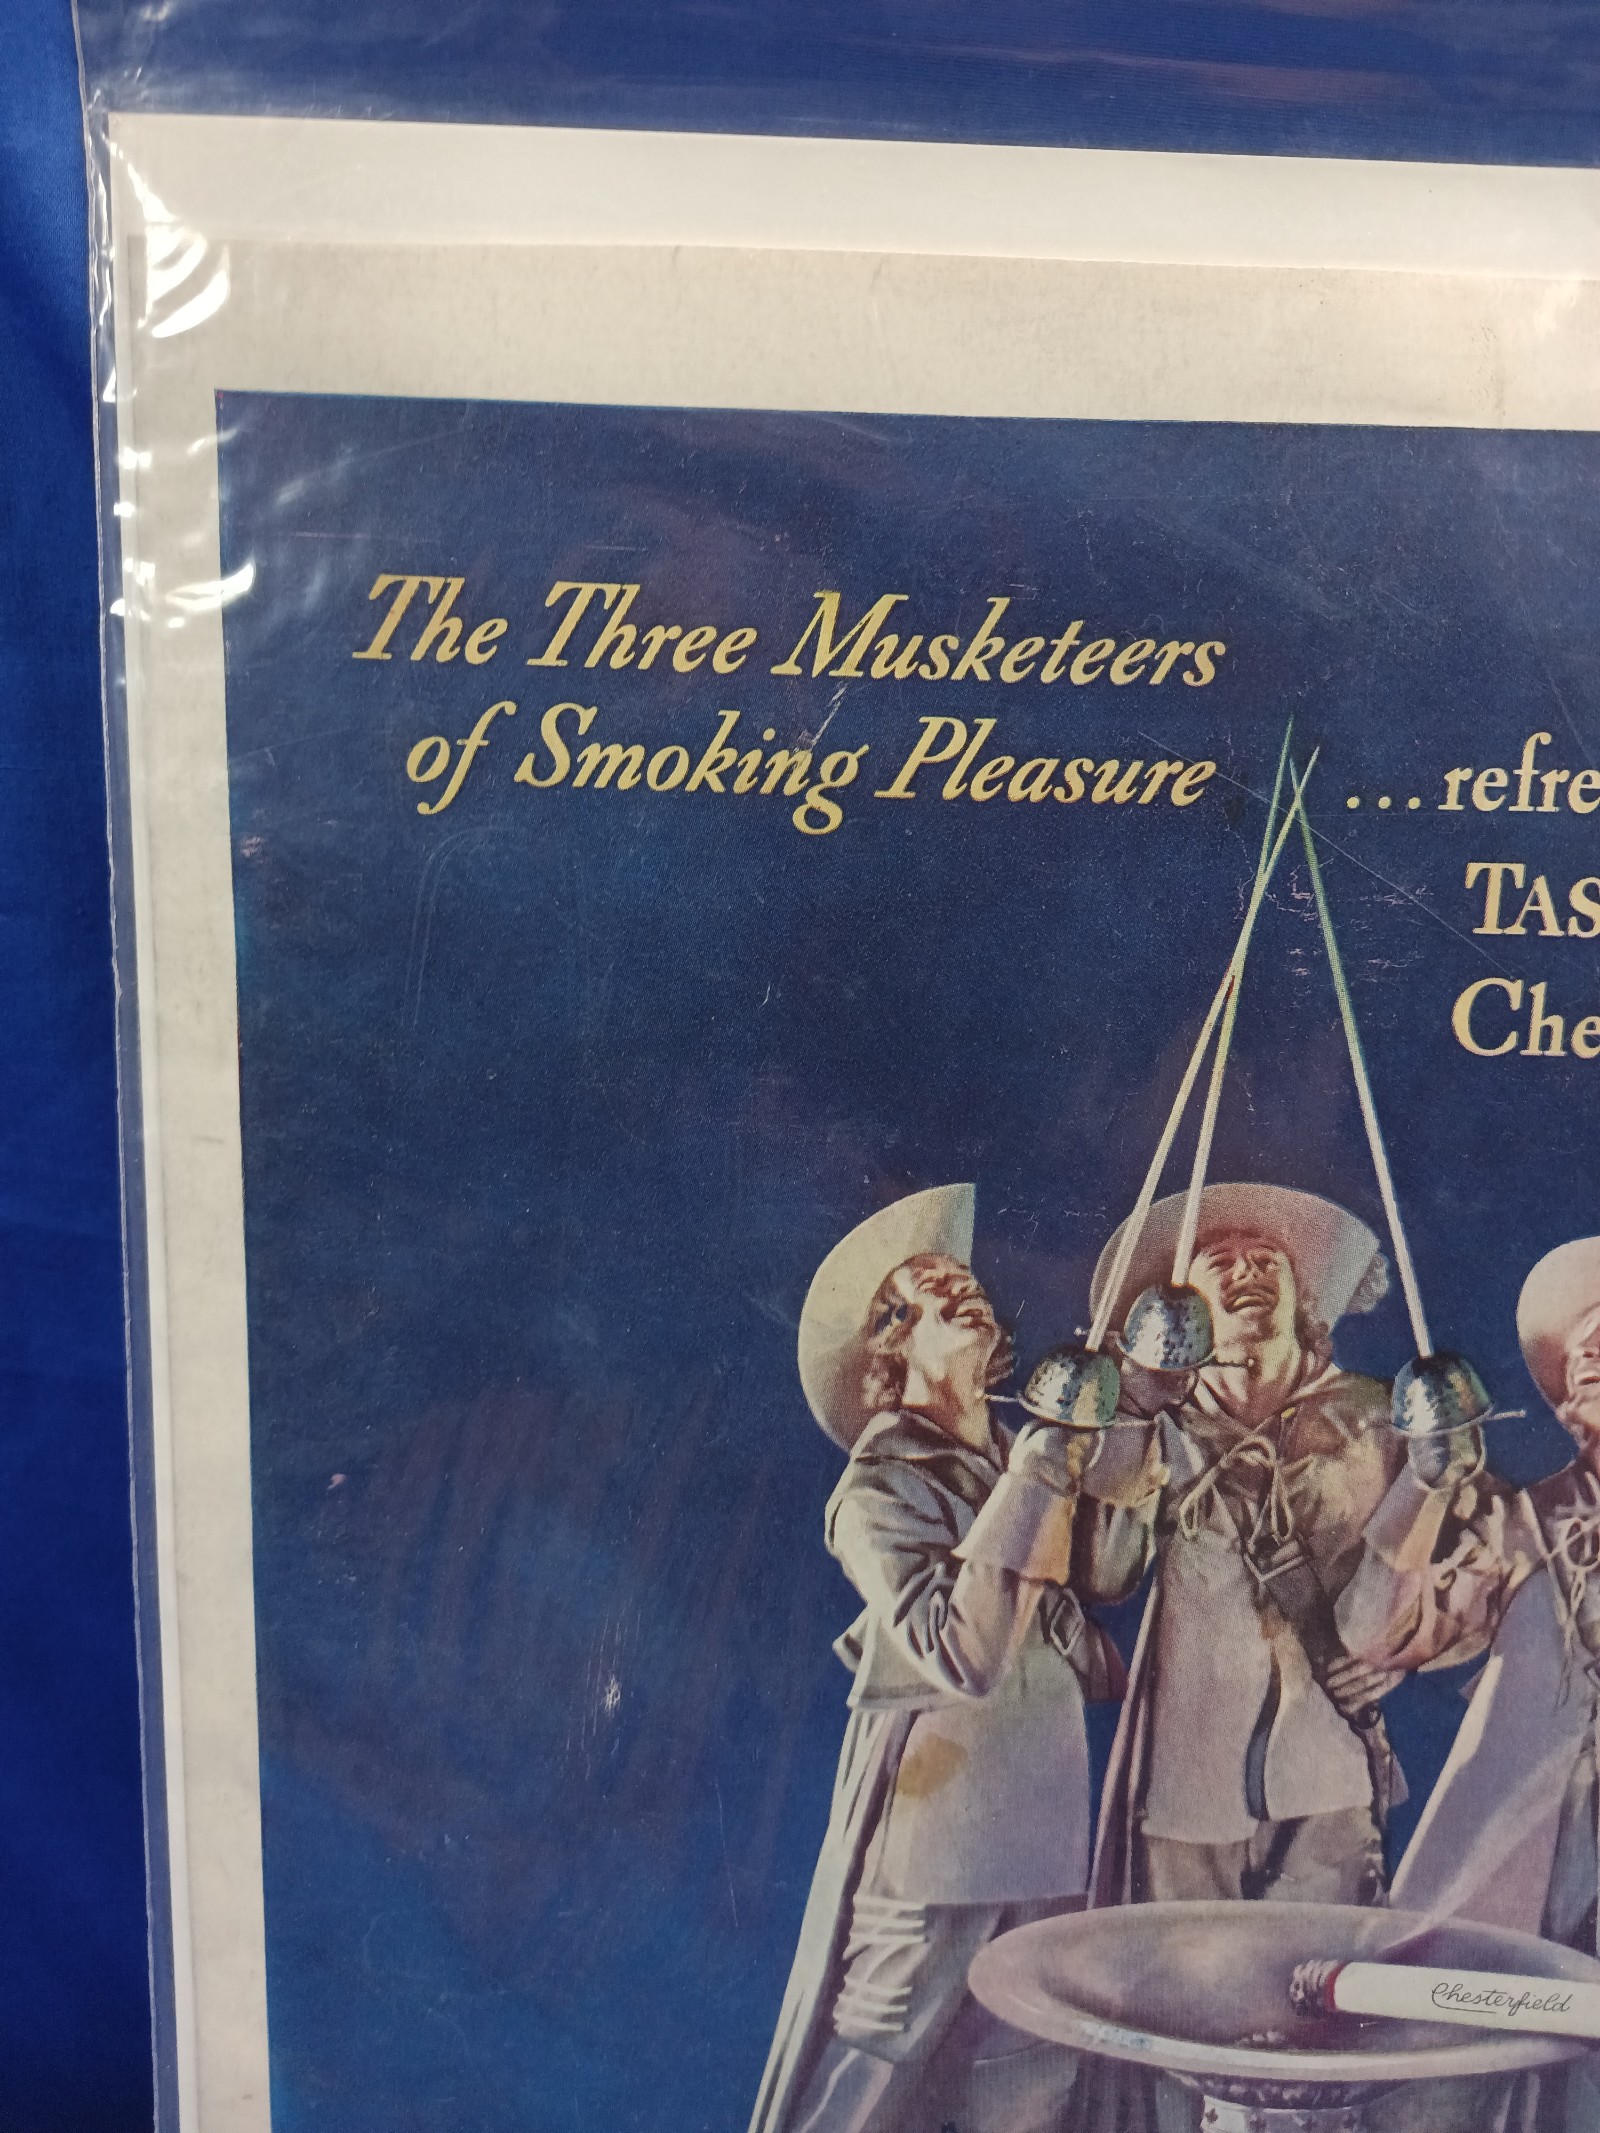 The Three Musketeers
of Smoking Pleasure
...refre
TAS
Che
Chesterfield